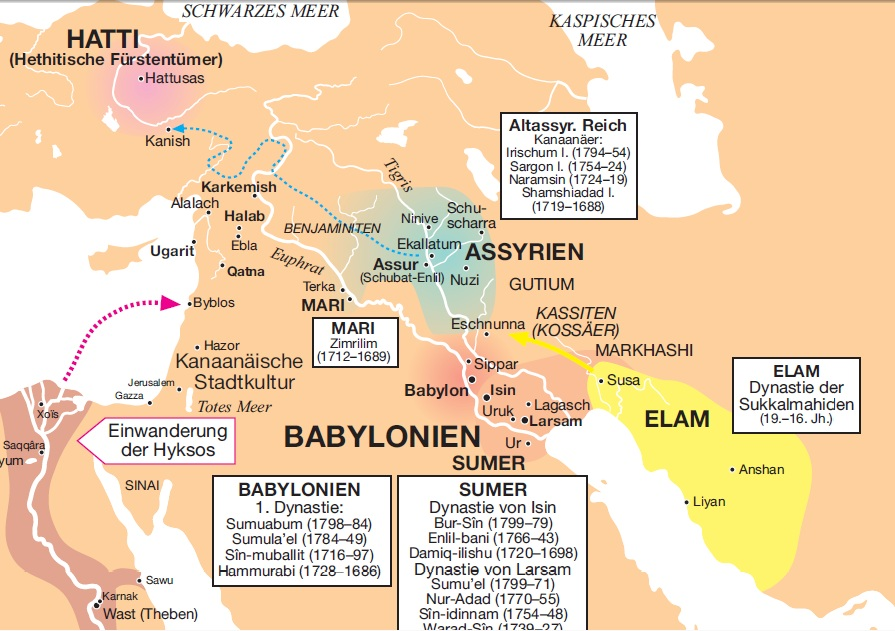 SCHWARZES MEER
KASPISCHES
MEER
HATTI
(Hethitische Fürstentümer)
Hattusas
Kanish
Altassyr. Reich
Kanaanäer:
Irischum I. (1794–54)
Sargon I. (1754–24)
Naramsin (1724–19)
Shamshiadad I.
(1719–1688)
Tigris
Karkemish
Alalach
Halab
Ebla
Ugarit
Qatna
BENJAMINITEN
Euphrat
Ninive
Schu-
scharra
Ekallatum
ASSYRIEN
Assur
(Schubat-Enlil)
Nuzi
GUTIUM
Terka
MARI
Byblos
MARI
Zimrilim
(1712–1689)
Eschnunna
KASSITEN
(KOSSÄER)
MARKHASHI
Hazor
Kanaanäische
Stadtkultur
Jerusalem
Gazza
Totes Meer
Sippar
Babylon
Isin
Lagasch
Uruk
Larsam
Ur
Susa
ELAM
ELAM
Dynastie der
Sukkalmahiden
(19.–16. Jh.)
Anshan
Liyan
BABYLONIEN
SUMER
Xoïs
Saqqâra
yum
Einwanderung
der Hyksos
SINAI
BABYLONIEN
1. Dynastie:
Sumuabum (1798–84)
Sumula'el (1784–49)
Sîn-muballit (1716–97)
Hammurabi (1728–1686)
SUMER
Dynastie von Isin
Bur-Sîn (1799–79)
Enlil-bani (1766–43)
Damiq-ilishu (1720–1698)
Dynastie von Larsam
Sumu'el (1799–71)
Nur-Adad (1770–55)
Sîn-idinnam (1754–48)
Warad-Sîn (1739–27)
Sawu
Karnak
Wast (Theben)